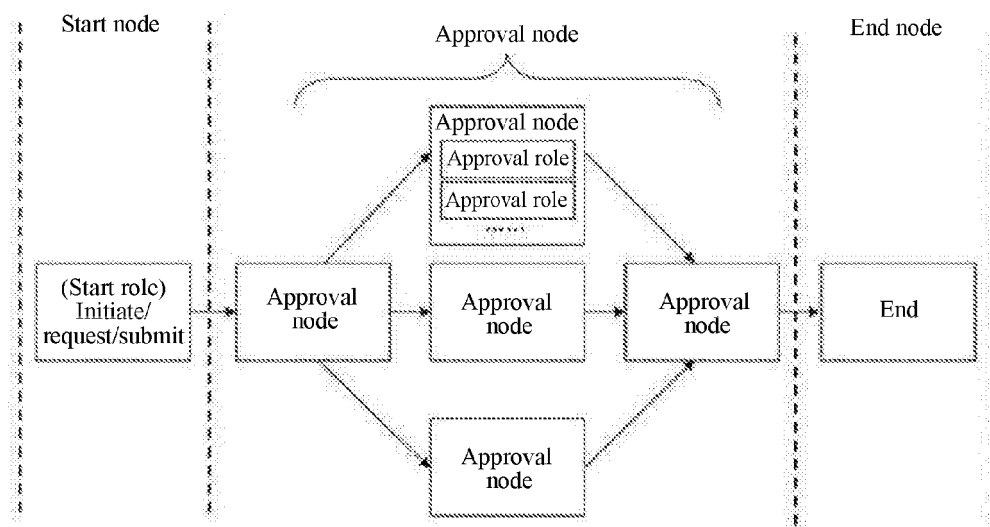 Start node
Approval node
End node
Approval node
Approval role
Approval role
......
(Start role)
Initiate/
request/submit
Approval
node
Approval
node
Approval
node
End
Approval
node